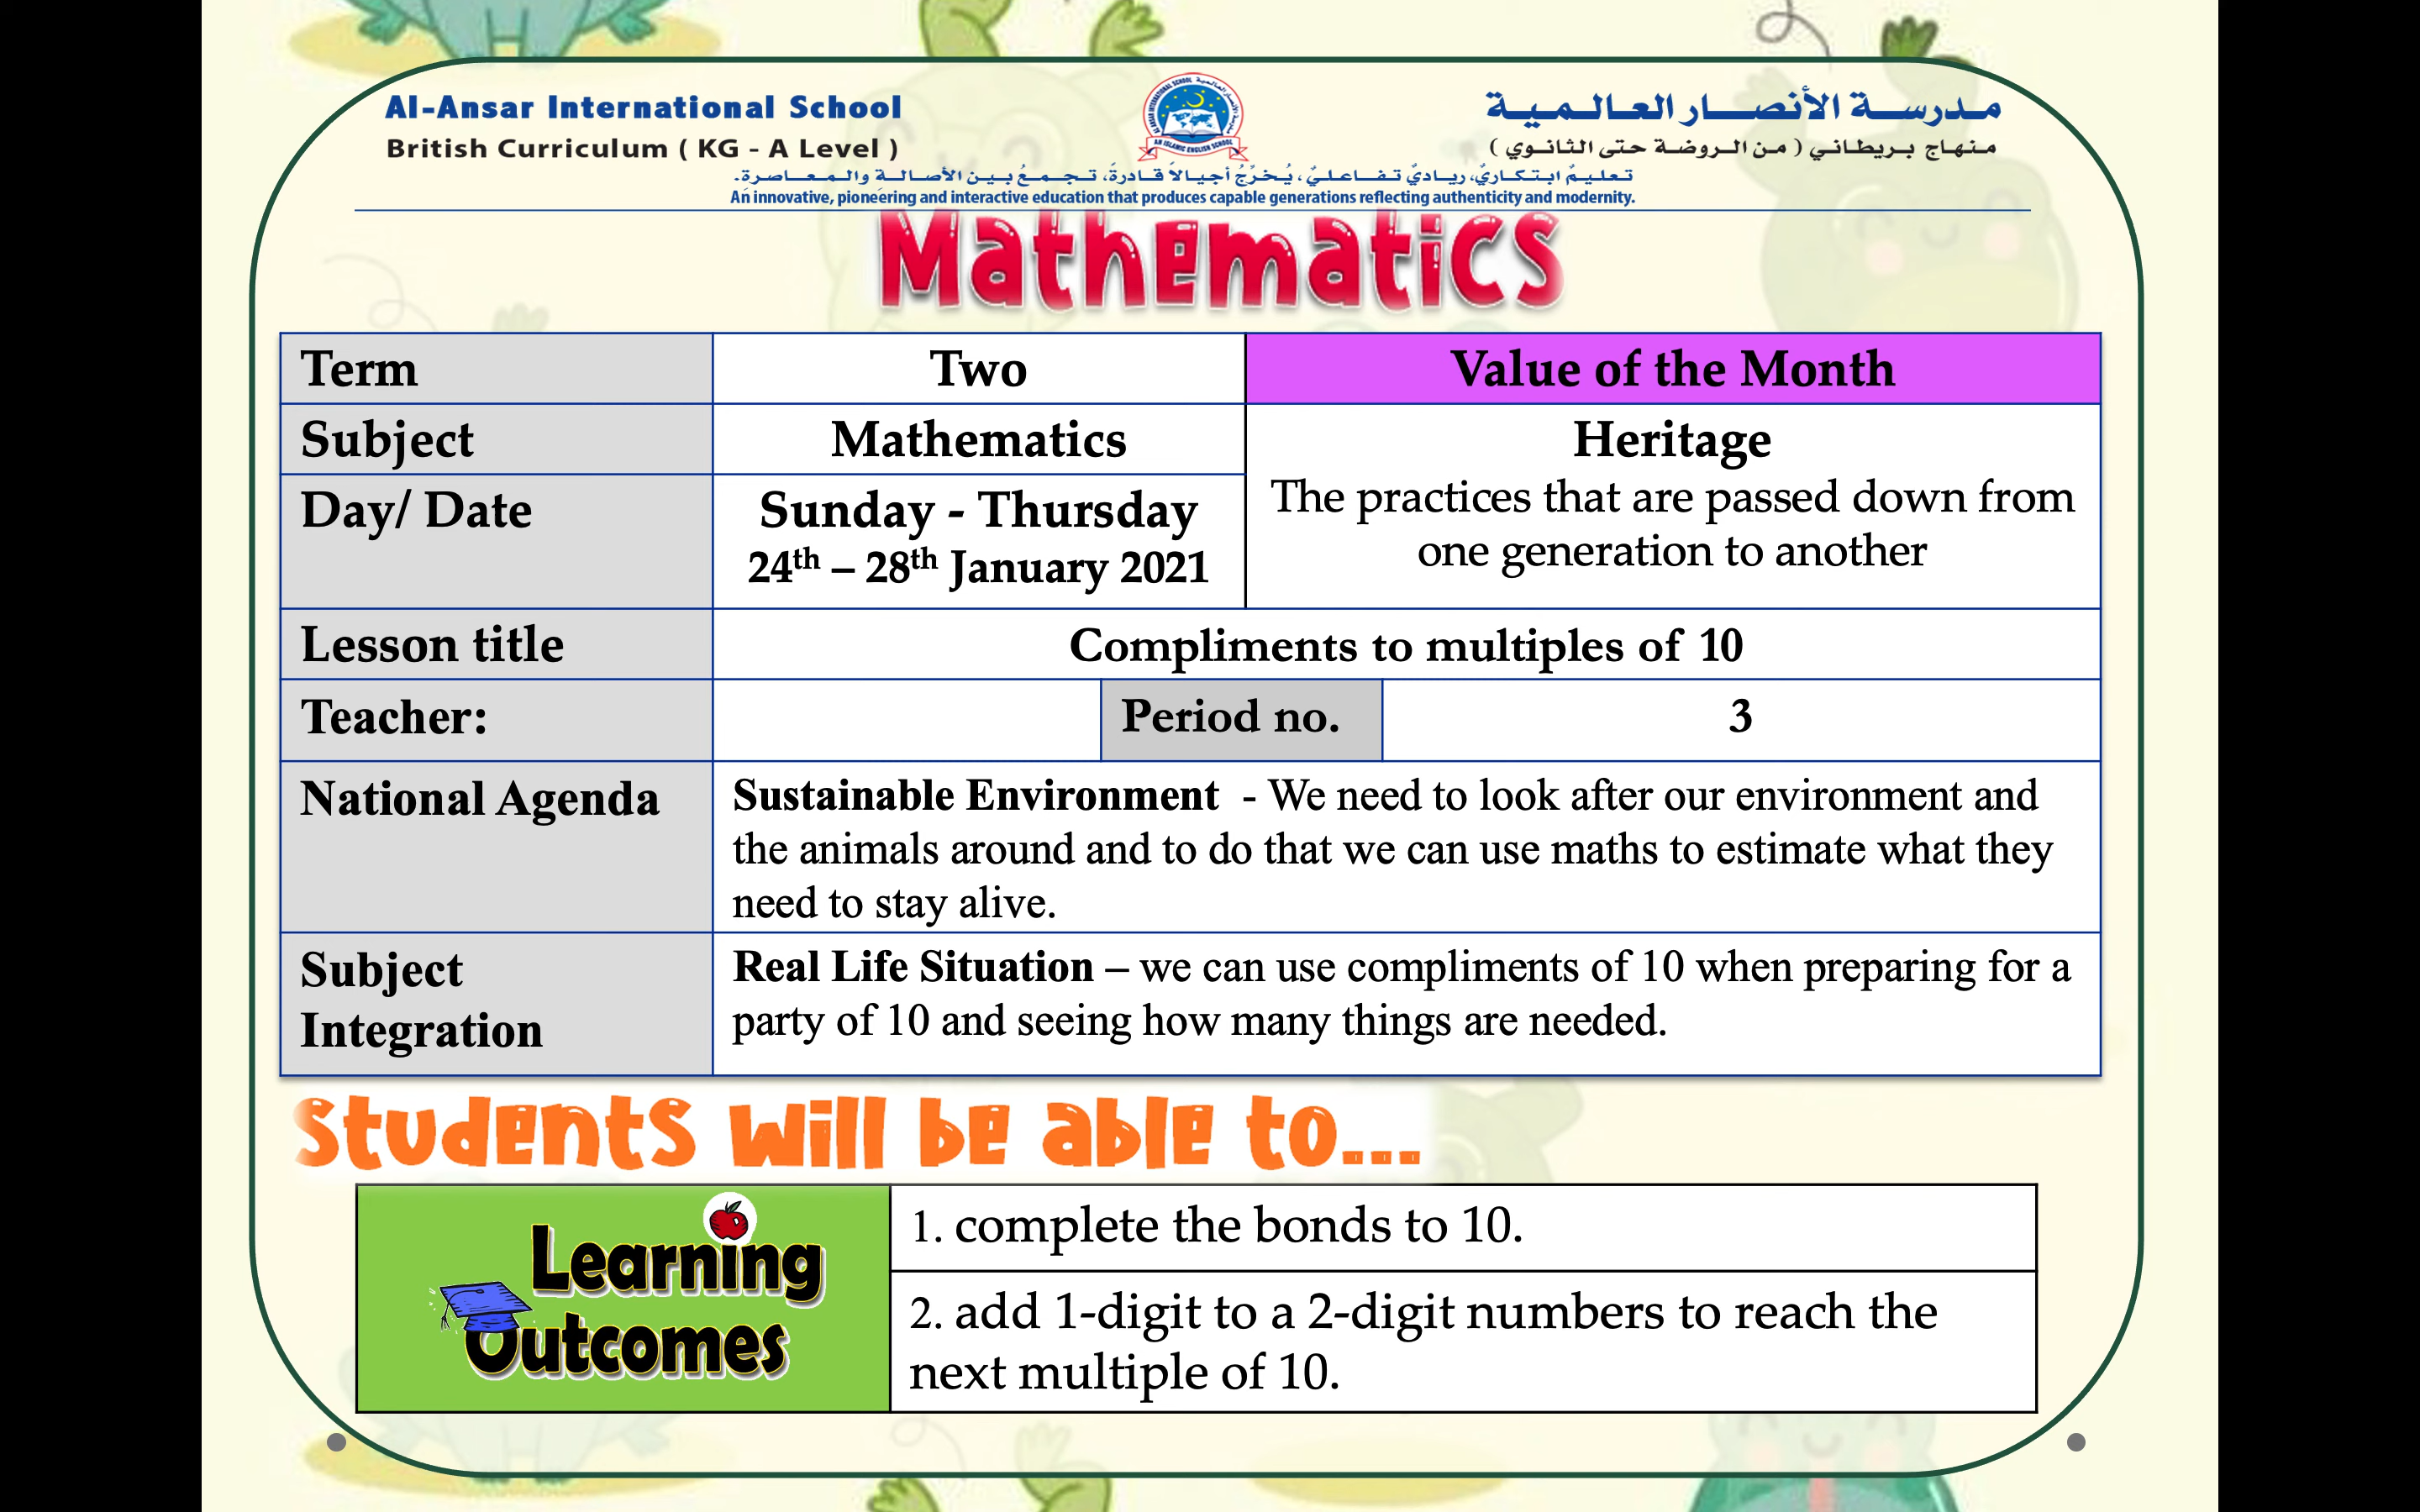 Al-Ansar International School
مدرسة الأنصار العالمية
British Curriculum ( KG - A Level )
منهاج بريطاني ( من الروضة حتى الثانوي )
AN ISLAMIC ENGLISH SCHOOL
تعليمٌ ابتكاريٌ، رياديٌ تفاعليٌ، يُخرِّجُ أجيالاً قادرةً، تجمعُ بين الأصالة والمعاصرة.
An innovative, pioneering and interactive education that produces capable generations reflecting authenticity and modernity.
Mathematics
Term
Two
Value of the Month
Subject
Mathematics
Heritage
The practices that are passed down from
one generation to another
Day/ Date
Sunday - Thursday
24th – 28th January 2021
Lesson title
Compliments to multiples of 10
Teacher:
Period no.
3
National Agenda
Sustainable Environment - We need to look after our environment and
the animals around and to do that we can use maths to estimate what they
need to stay alive.
Subject
Integration
Real Life Situation – we can use compliments of 10 when preparing for a
party of 10 and seeing how many things are needed.
Students will be able to...
Learning
Outcomes
1. complete the bonds to 10.
2. add 1-digit to a 2-digit numbers to reach the
next multiple of 10.